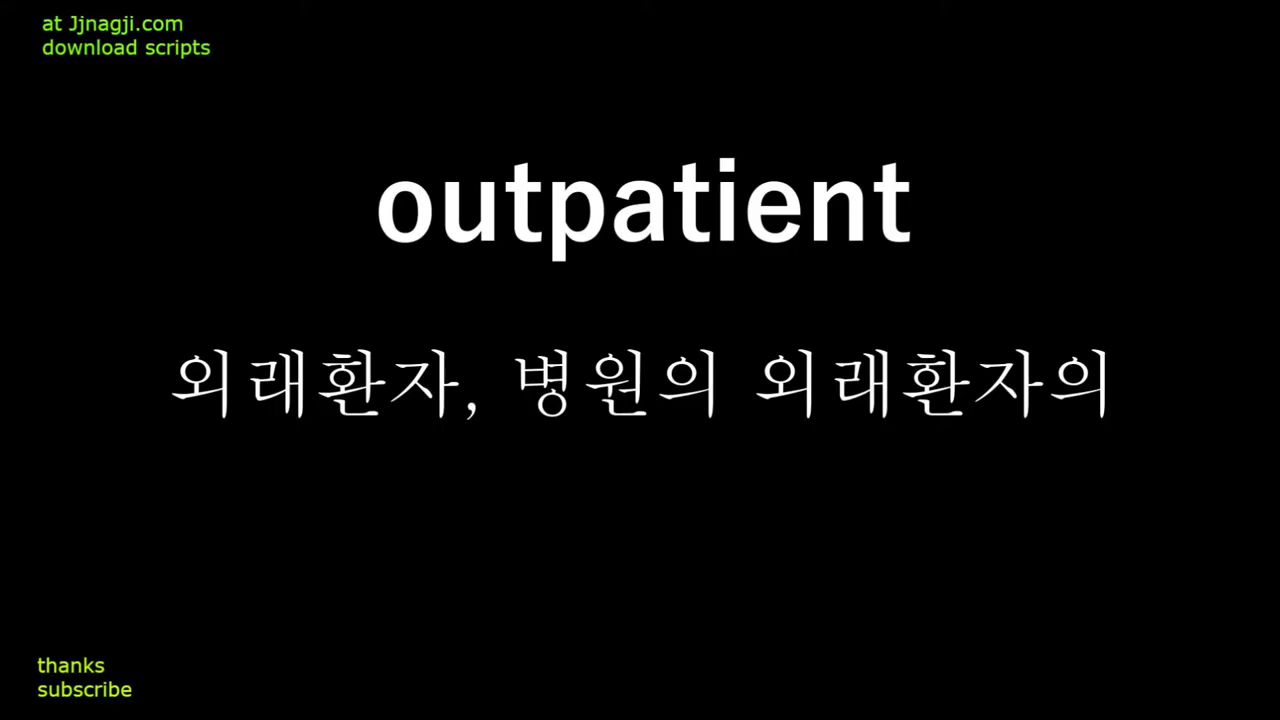 at Jjnagji.com
download scripts
outpatient
외래환자, 병원의 외래환자의
thanks
subscribe